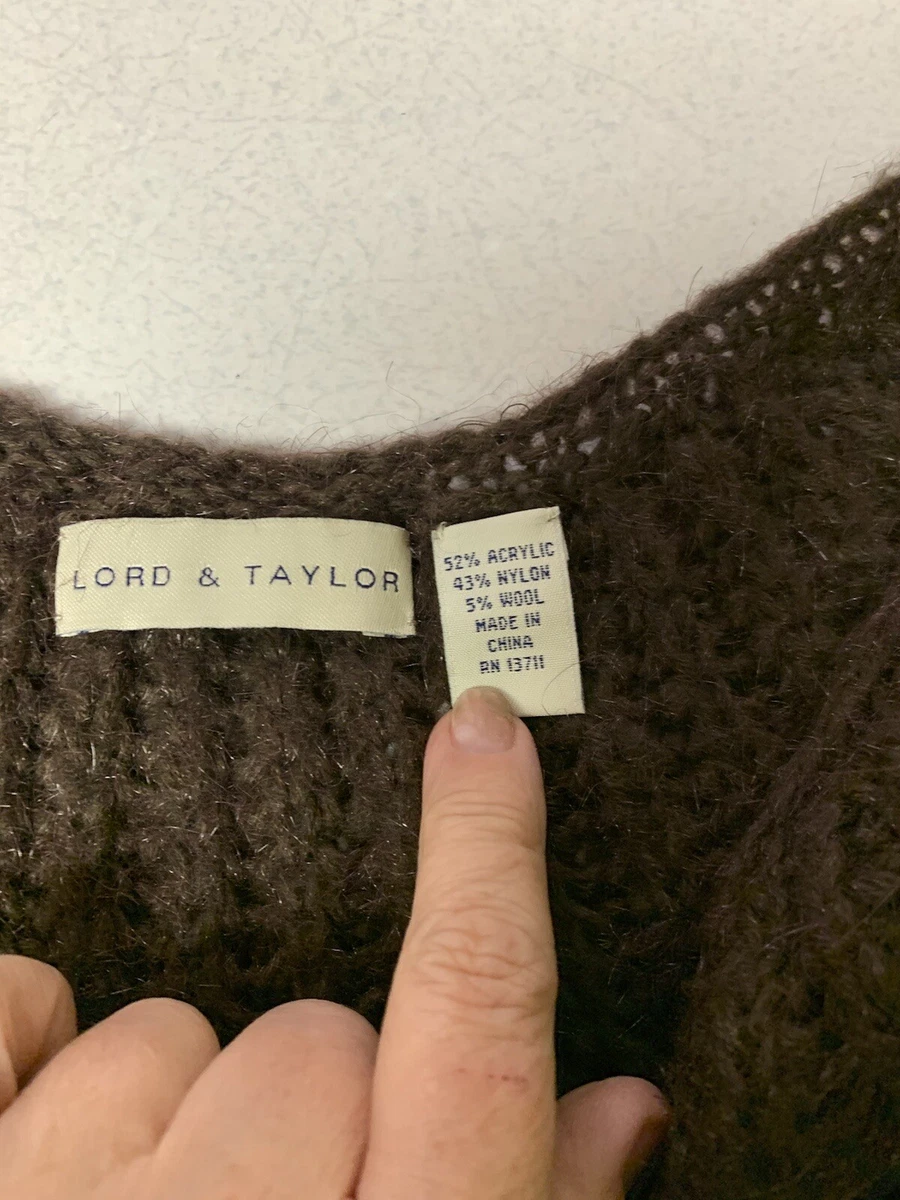 LORD & TAYLOR
52% ACRYLIC
43% NYLON
5% WOOL
MADE IN
CHINA
RN 13711